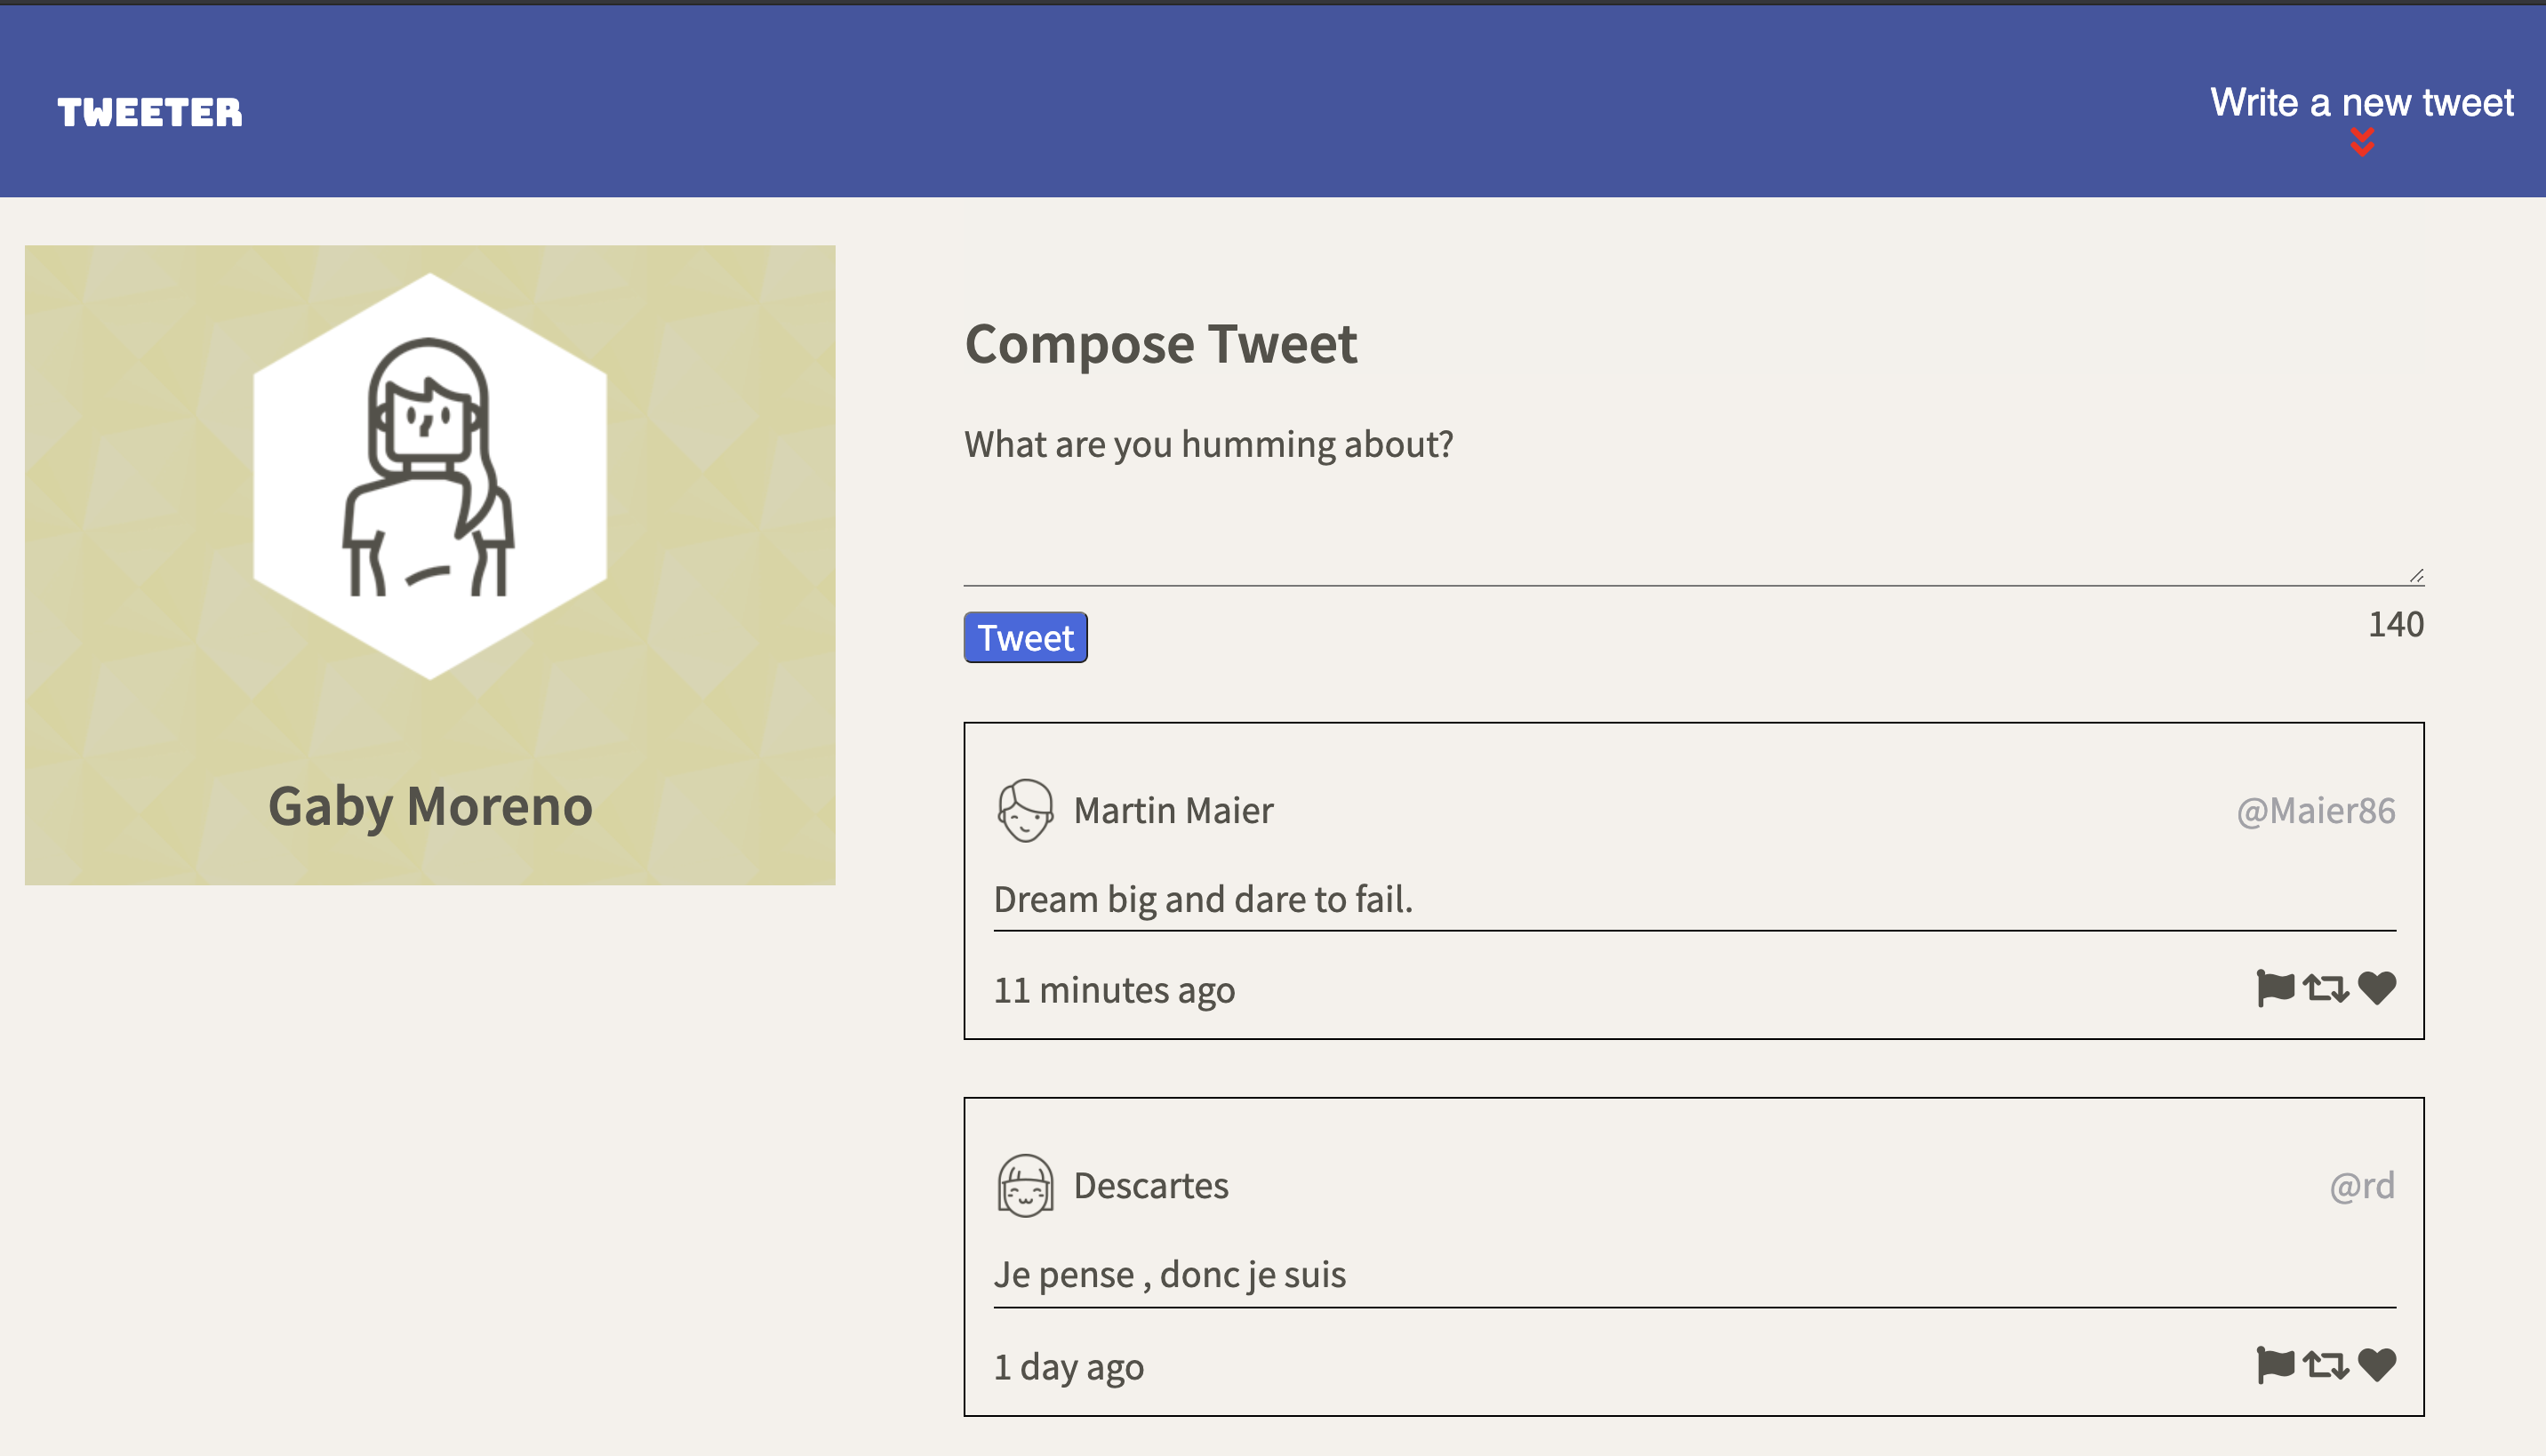 TWEETER
Write a new tweet
Gaby Moreno
Compose Tweet
What are you humming about?
Tweet
140
Martin Maier
@Maier86
Dream big and dare to fail.
11 minutes ago
Descartes
@rd
Je pense , donc je suis
1 day ago